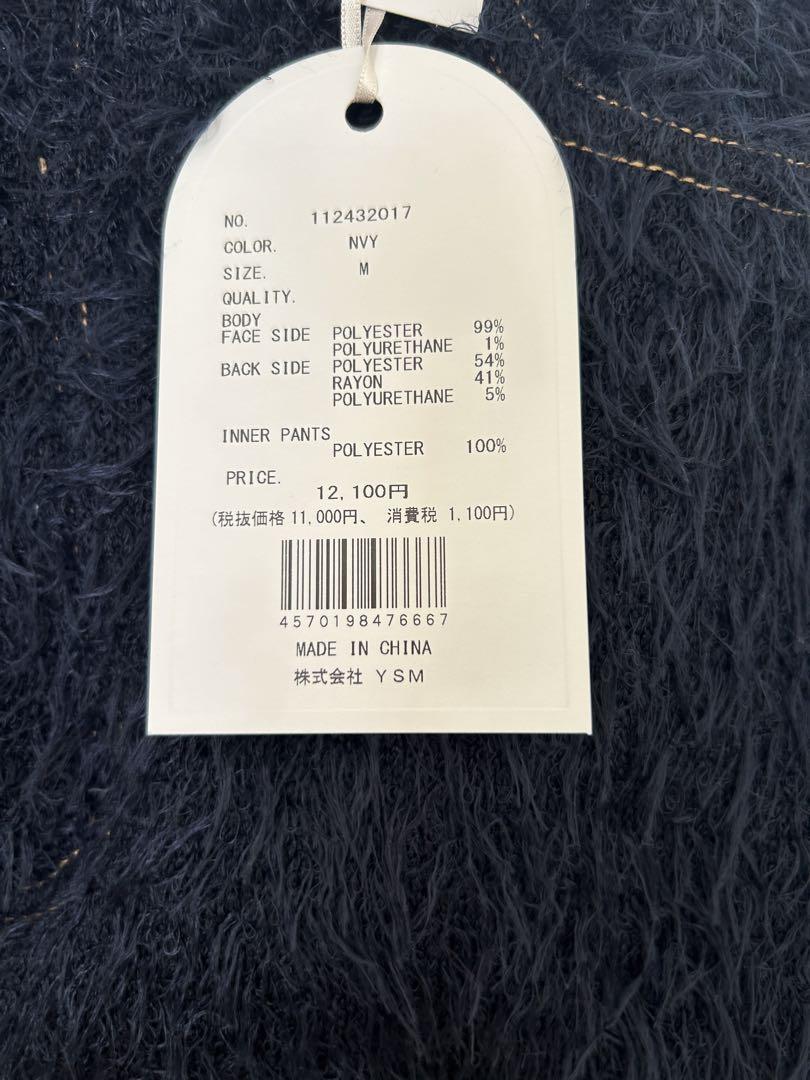 NO. 112432017
COLOR. NVY
SIZE. M
QUALITY.
BODY
FACE SIDE POLYESTER 99%
POLYURETHANE 1%
BACK SIDE POLYESTER 54%
RAYON 41%
POLYURETHANE 5%
INNER PANTS
POLYESTER 100%
PRICE.
12,100円
(税抜価格 11,000円、 消費税 1,100円)
4570198476667
MADE IN CHINA
株式会社 YSM